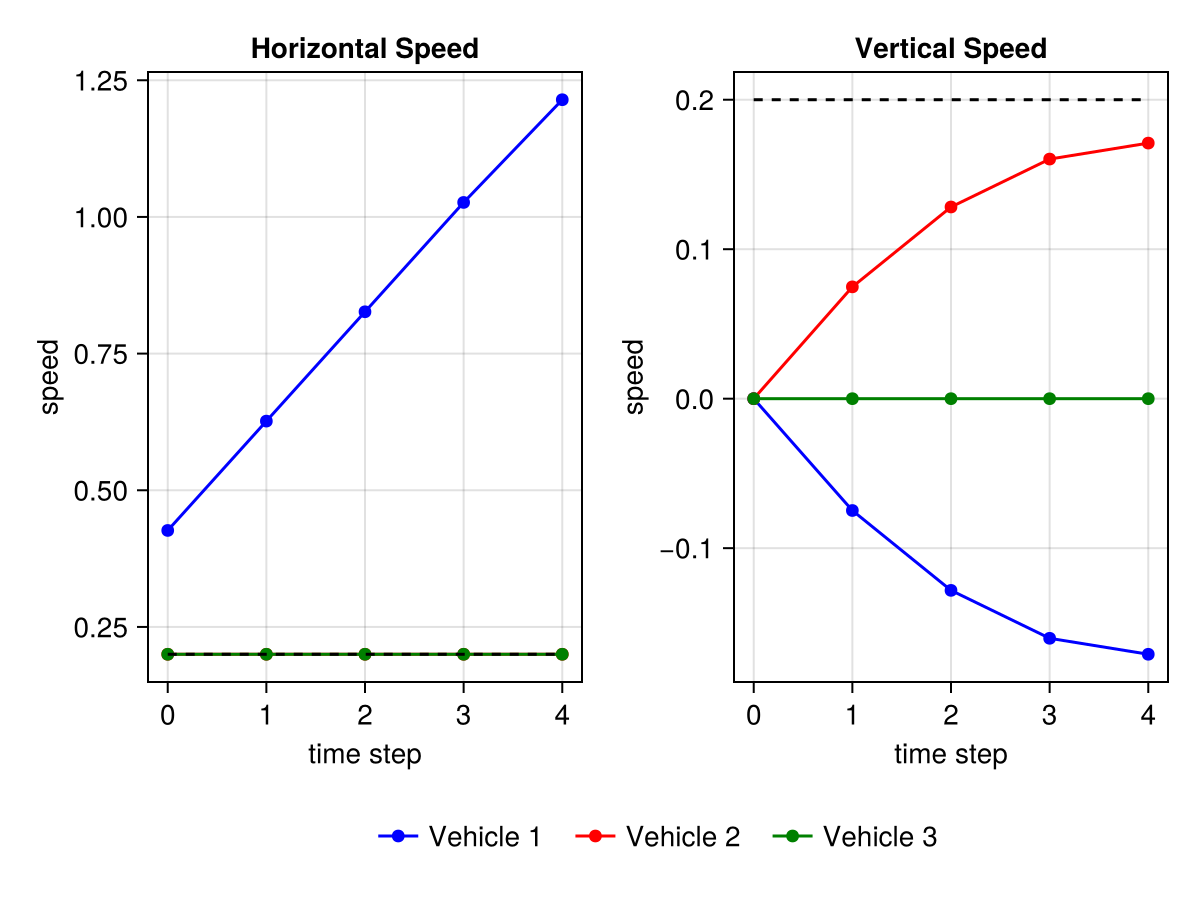 Horizontal Speed
1.25
1.00
0.75
0.50
0.25
speed
0 1 2 3 4
time step
Vertical Speed
0.2
0.1
0.0
−0.1
speed
0 1 2 3 4
time step
Vehicle 1 Vehicle 2 Vehicle 3